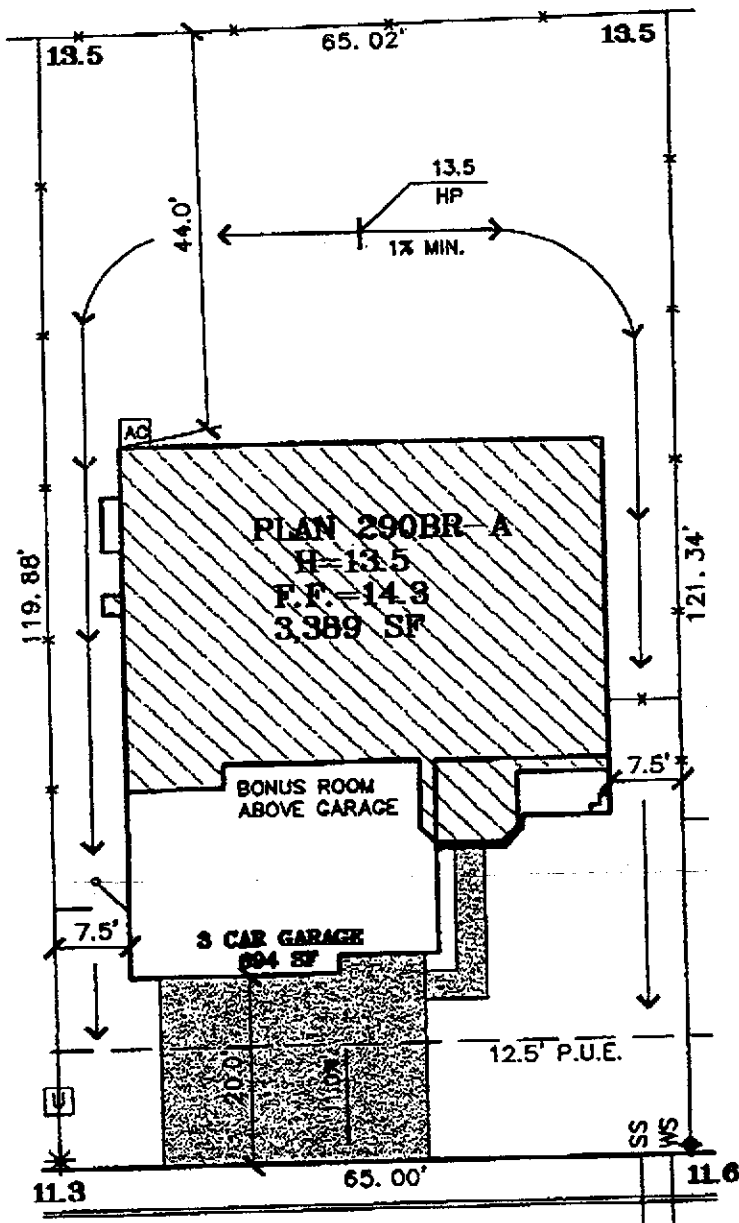 65.02'
13.5
13.5
13.5
HP
44.0'
1% MIN.
AC
PLAN 290BR-A
H=13.5
F.F.=14.3
3,389 SF
119.88'
121.34'
BONUS ROOM
ABOVE GARAGE
7.5'
7.5'
3 CAR GARAGE
694 SF
12.5' P.U.E.
20.0'
U
SS
WS
65.00'
11.3
11.6